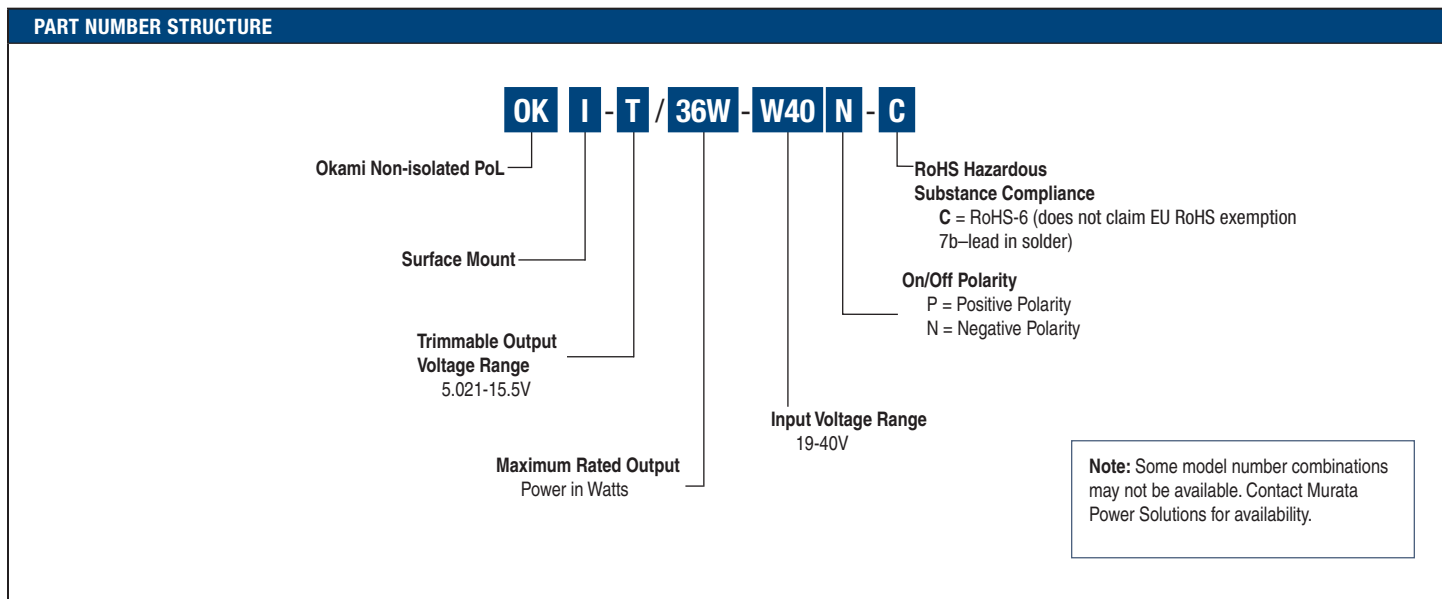 PART NUMBER STRUCTURE
OK I - T / 36W - W40 N - C
Okami Non-isolated PoL
Surface Mount
Trimmable Output
Voltage Range
5.021-15.5V
Maximum Rated Output
Power in Watts
RoHS Hazardous
Substance Compliance
C = RoHS-6 (does not claim EU RoHS exemption
7b–lead in solder)
On/Off Polarity
P = Positive Polarity
N = Negative Polarity
Input Voltage Range
19-40V
Note: Some model number combinations
may not be available. Contact Murata
Power Solutions for availability.